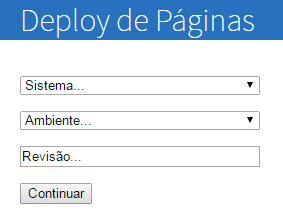 Deploy de Páginas
Sistema...
Ambiente...
Revisão...
Continuar